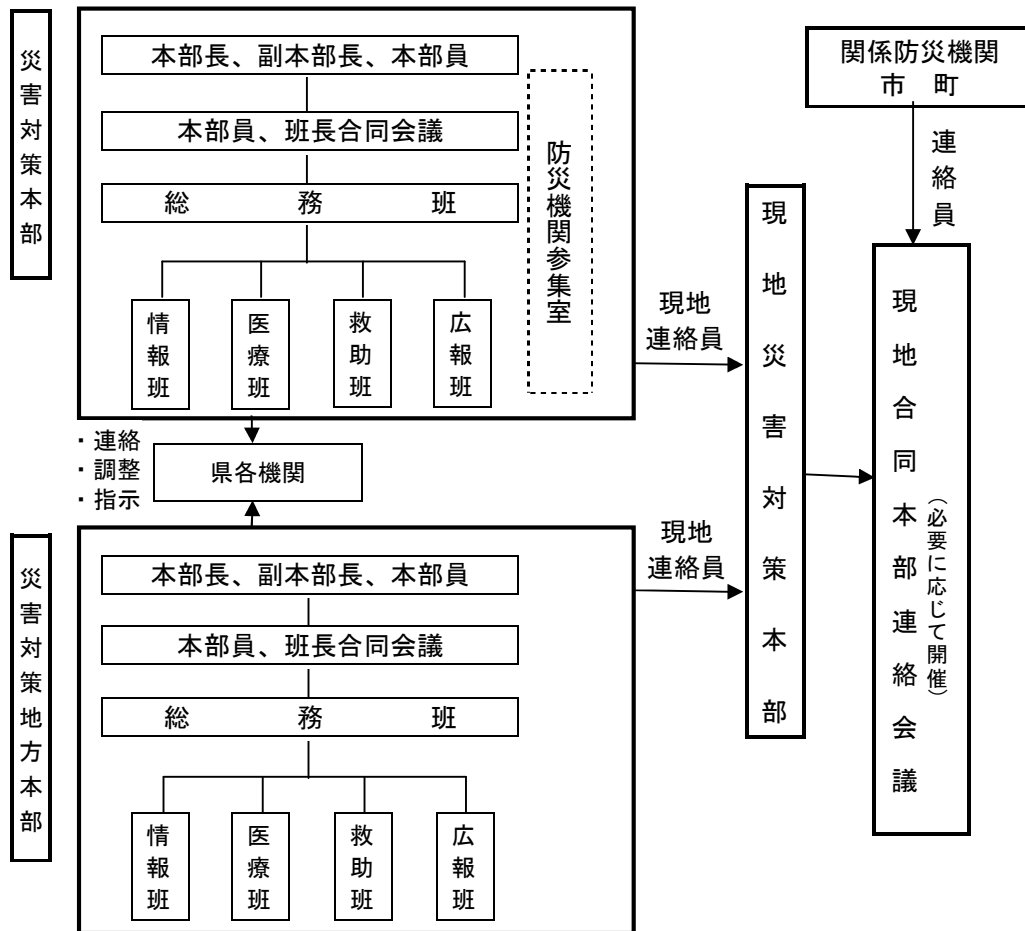 災害対策本部
本部長、副本部長、本部員
本部員、班長合同会議
総　務　班
情報班
医療班
救助班
広報班
防災機関参集室
現地
連絡員
関係防災機関
市　町
連絡員
・連絡
・調整
・指示
県各機関
災害対策地方本部
本部長、副本部長、本部員
本部員、班長合同会議
総　務　班
情報班
医療班
救助班
広報班
現地
連絡員
現地災害対策本部
現地合同本部連絡会議
（必要に応じて開催）